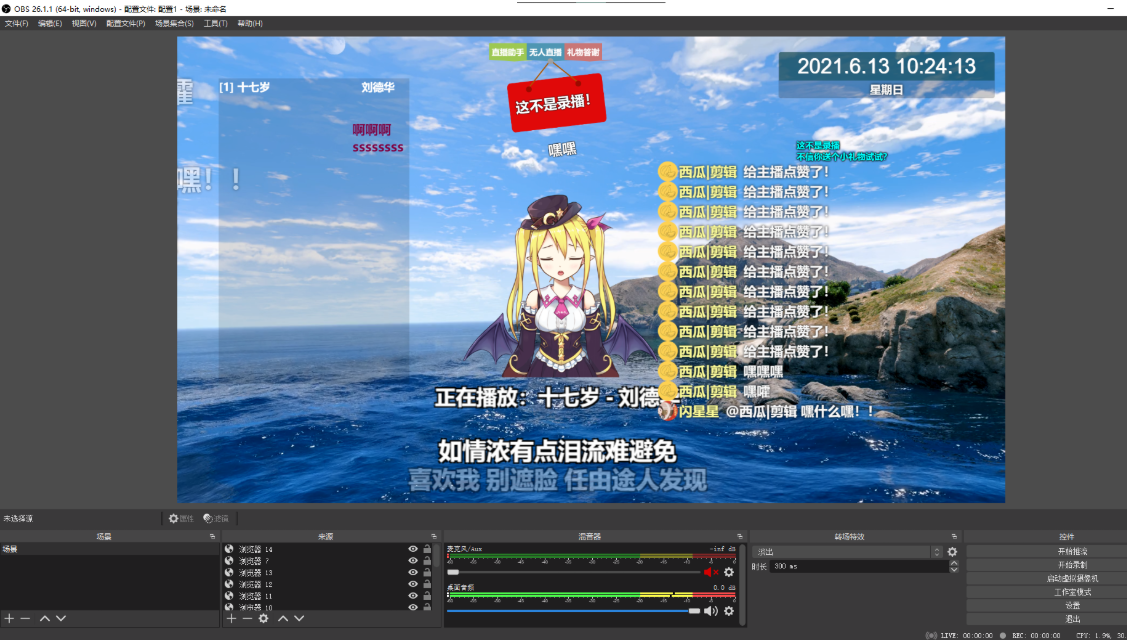 OBS 26.1.1 (64-bit, windows) - 配置文件: 配置1 - 场景: 未命名
文件(F) 编辑(E) 视图(V) 配置文件(P) 场景集合(S) 工具(T) 帮助(H)
直播助手 无人直播 礼物答谢
这不是录播!
嘿嘿
2021.6.13 10:24:13
星期日
[1] 十七岁 刘德华
啊啊啊
ssssssss
嘿!!
这不是录播
不信你送个小礼物试试?
西瓜|剪辑 给主播点赞了!
西瓜|剪辑 给主播点赞了!
西瓜|剪辑 给主播点赞了!
西瓜|剪辑 给主播点赞了!
西瓜|剪辑 给主播点赞了!
西瓜|剪辑 给主播点赞了!
西瓜|剪辑 给主播点赞了!
西瓜|剪辑 给主播点赞了!
西瓜|剪辑 给主播点赞了!
西瓜|剪辑 给主播点赞了!
西瓜|剪辑 嘿嘿嘿
西瓜|剪辑 嘿嚯
闪星星 @西瓜|剪辑 嘿什么嘿!!
正在播放: 十七岁 - 刘德
如情浓有点泪流难避免
喜欢我 别遮脸 任由途人发现
未选择源 属性 滤镜
场景 来源 混音器 转场特效 控件
场景
浏览器 14
浏览器 7
浏览器 13
浏览器 12
浏览器 11
浏览器 10
麦克风/Aux -inf dB
桌面音频 0.0 dB
淡出
时长 300 ms
开始推流
开始录制
启动虚拟摄像机
工作室模式
设置
退出
LIVE: 00:00:00 REC: 00:00:00 CPU: 1.9%, 30.